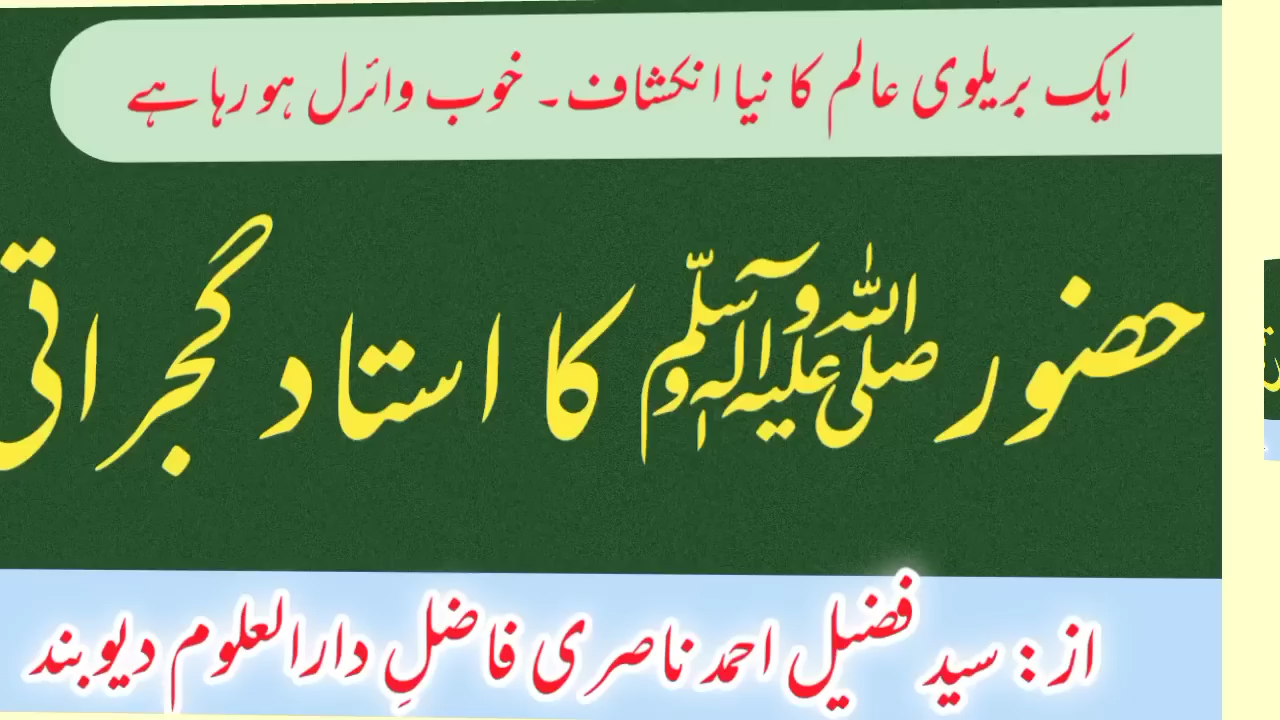 ایک بریلوی عالم کا نیا انکشاف۔ خوب وائرل ہو رہا ہے
حضور صلی اللہ علیہ وآلہ وسلم کا استاد گجراتی
از: سید فضیل احمد ناصری فاضلِ دارالعلوم دیوبند